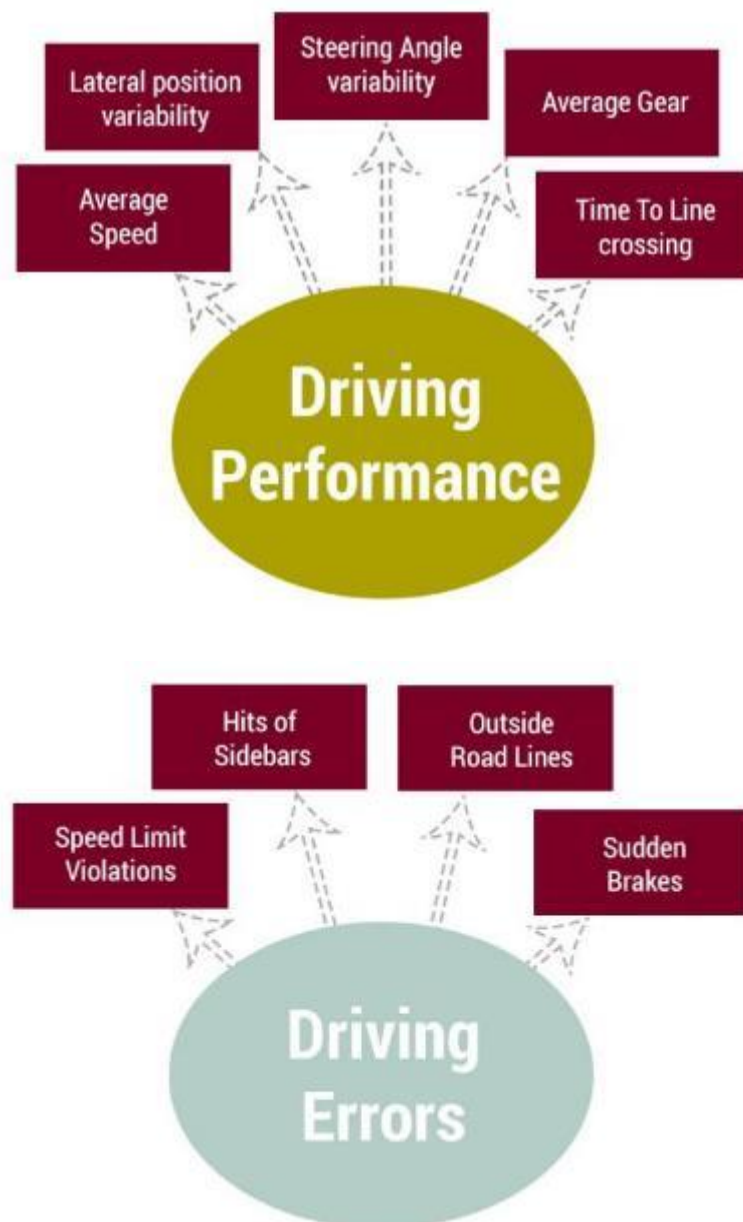 Steering Angle
variability
Lateral position
variability
Average Gear
Average
Speed
Time To Line
crossing
Driving
Performance
Hits of
Sidebars
Outside
Road Lines
Speed Limit
Violations
Sudden
Brakes
Driving
Errors